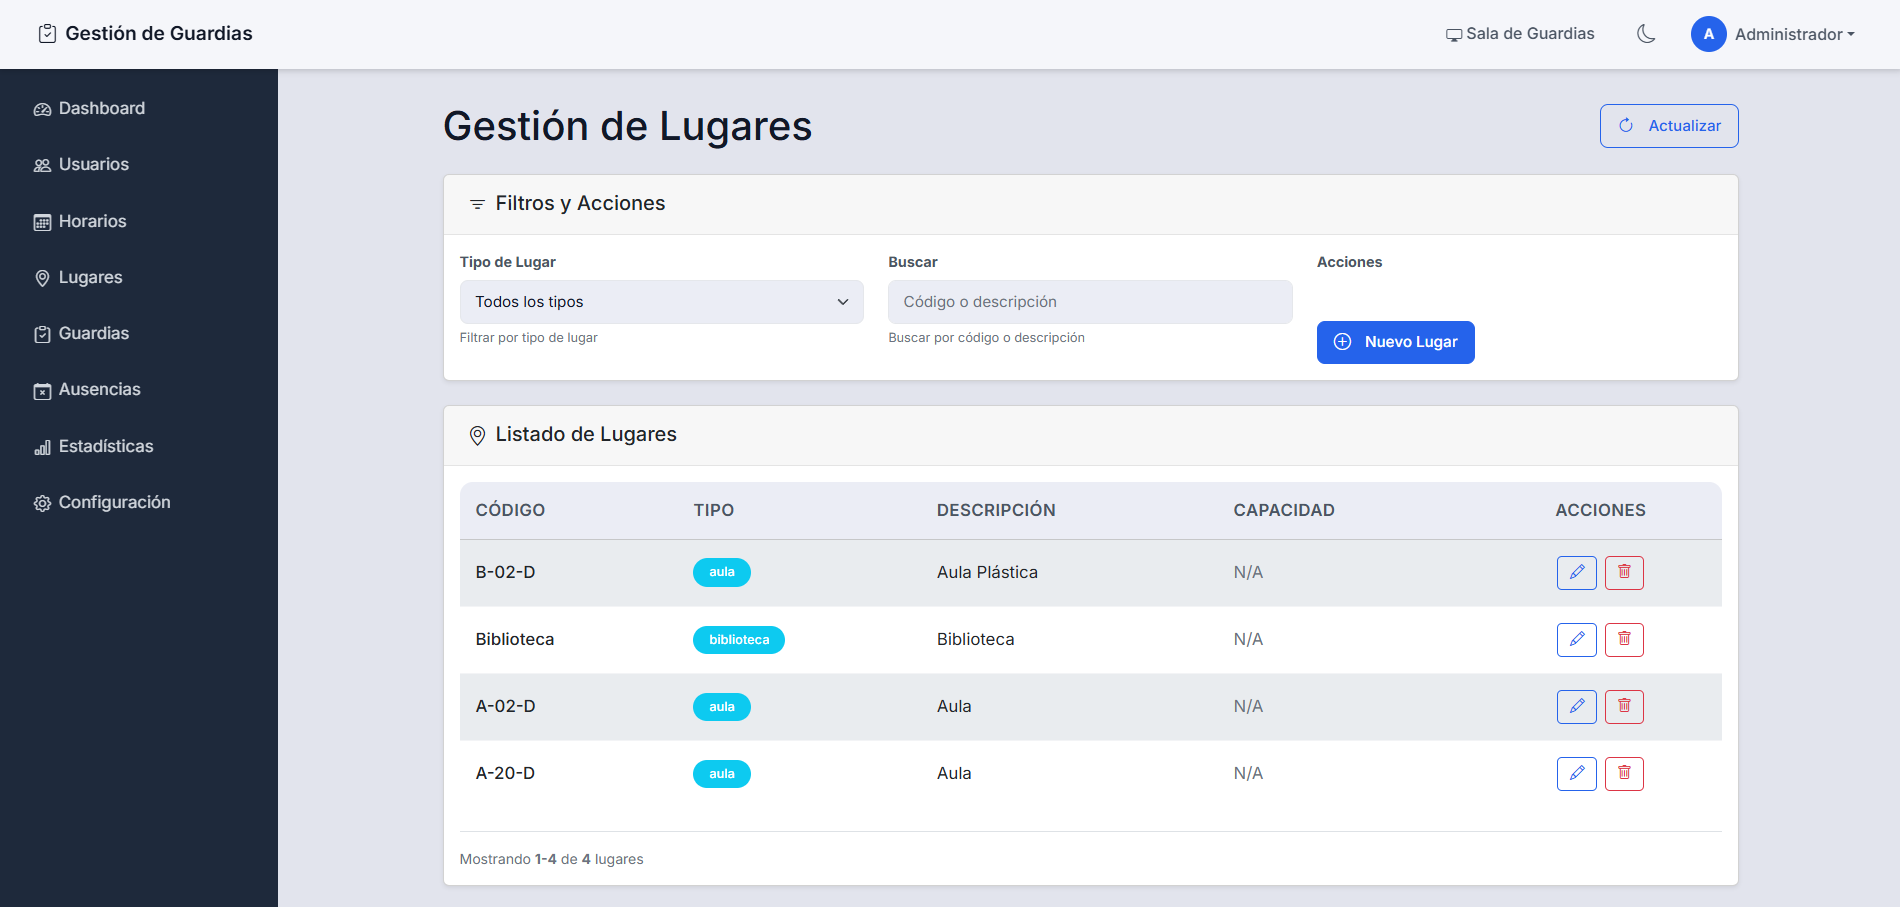 Gestión de Guardias
Sala de Guardias
A
Administrador
Dashboard
Usuarios
Horarios
Lugares
Guardias
Ausencias
Estadísticas
Configuración
Gestión de Lugares
Actualizar
Filtros y Acciones
Tipo de Lugar
Todos los tipos
Filtrar por tipo de lugar
Buscar
Código o descripción
Buscar por código o descripción
Acciones
Nuevo Lugar
Listado de Lugares
CÓDIGO TIPO DESCRIPCIÓN CAPACIDAD ACCIONES
B-02-D aula Aula Plástica N/A
Biblioteca biblioteca Biblioteca N/A
A-02-D aula Aula N/A
A-20-D aula Aula N/A
Mostrando 1-4 de 4 lugares